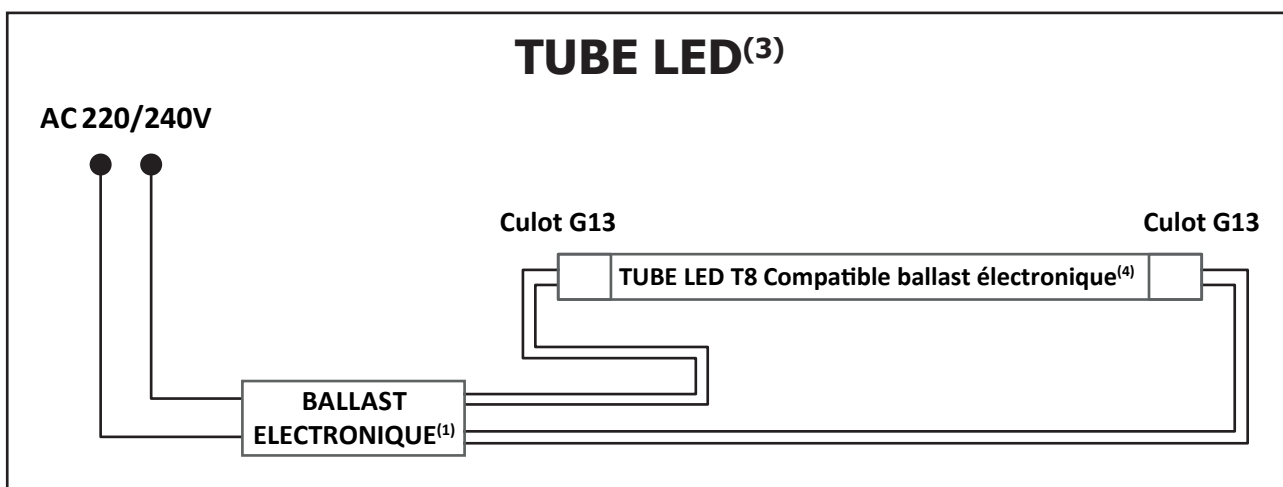 TUBE LED(3)
AC 220/240V
Culot G13
Culot G13
TUBE LED T8 Compatible ballast électronique(4)
BALLAST
ELECTRONIQUE(1)